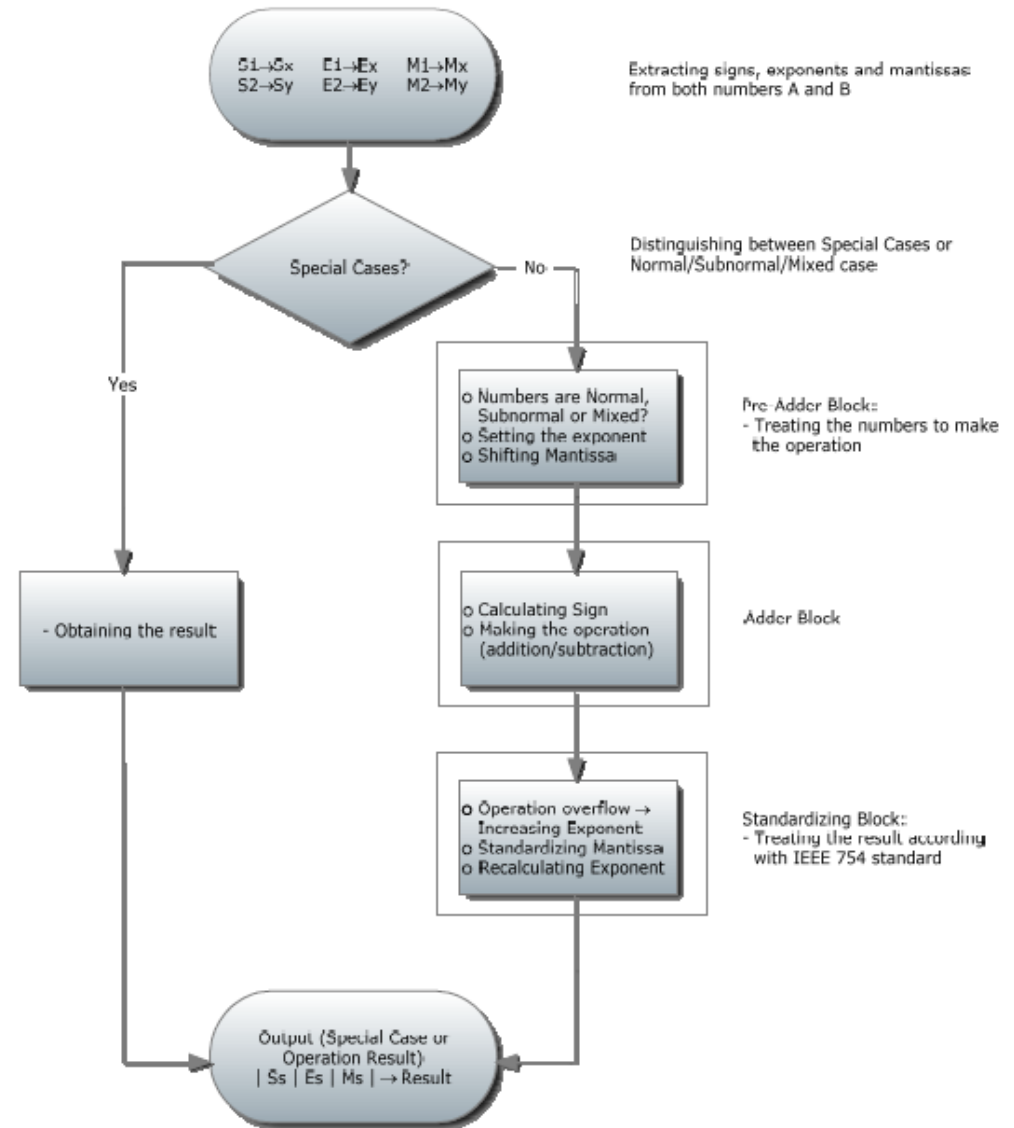 S1→Sx E1→Ex M1→Mx
S2→Sy E2→Ey M2→My
Extracting signs, exponents and mantissas
from both numbers A and B
Special Cases?
No
Yes
Distinguishing between Special Cases or
Normal/Subnormal/Mixed case
o Numbers are Normal,
Subnormal or Mixed?
o Setting the exponent
o Shifting Mantissa
Pre-Adder Block:
- Treating the numbers to make
the operation
- Obtaining the result
o Calculating Sign
o Making the operation
(addition/subtraction)
Adder Block
o Operation overflow →
Increasing Exponent
o Standardizing Mantissa
o Recalculating Exponent
Standardizing Block:
- Treating the result according
with IEEE 754 standard
Output (Special Case or
Operation Result)
| Ss | Es | Ms | → Result